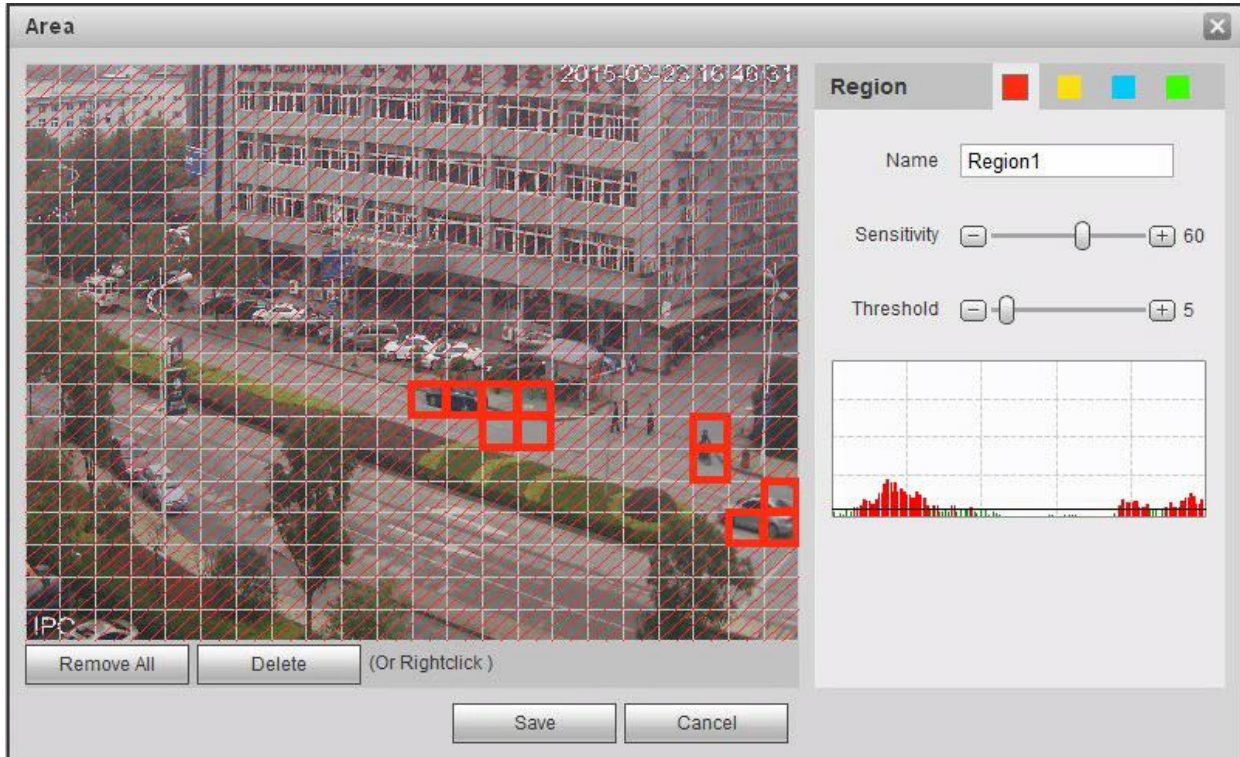 Area
2015-03-23 16:46:31
Region
Name
Region1
Sensitivity
60
Threshold
5
IPC
Remove All
Delete
(Or Rightclick )
Save
Cancel